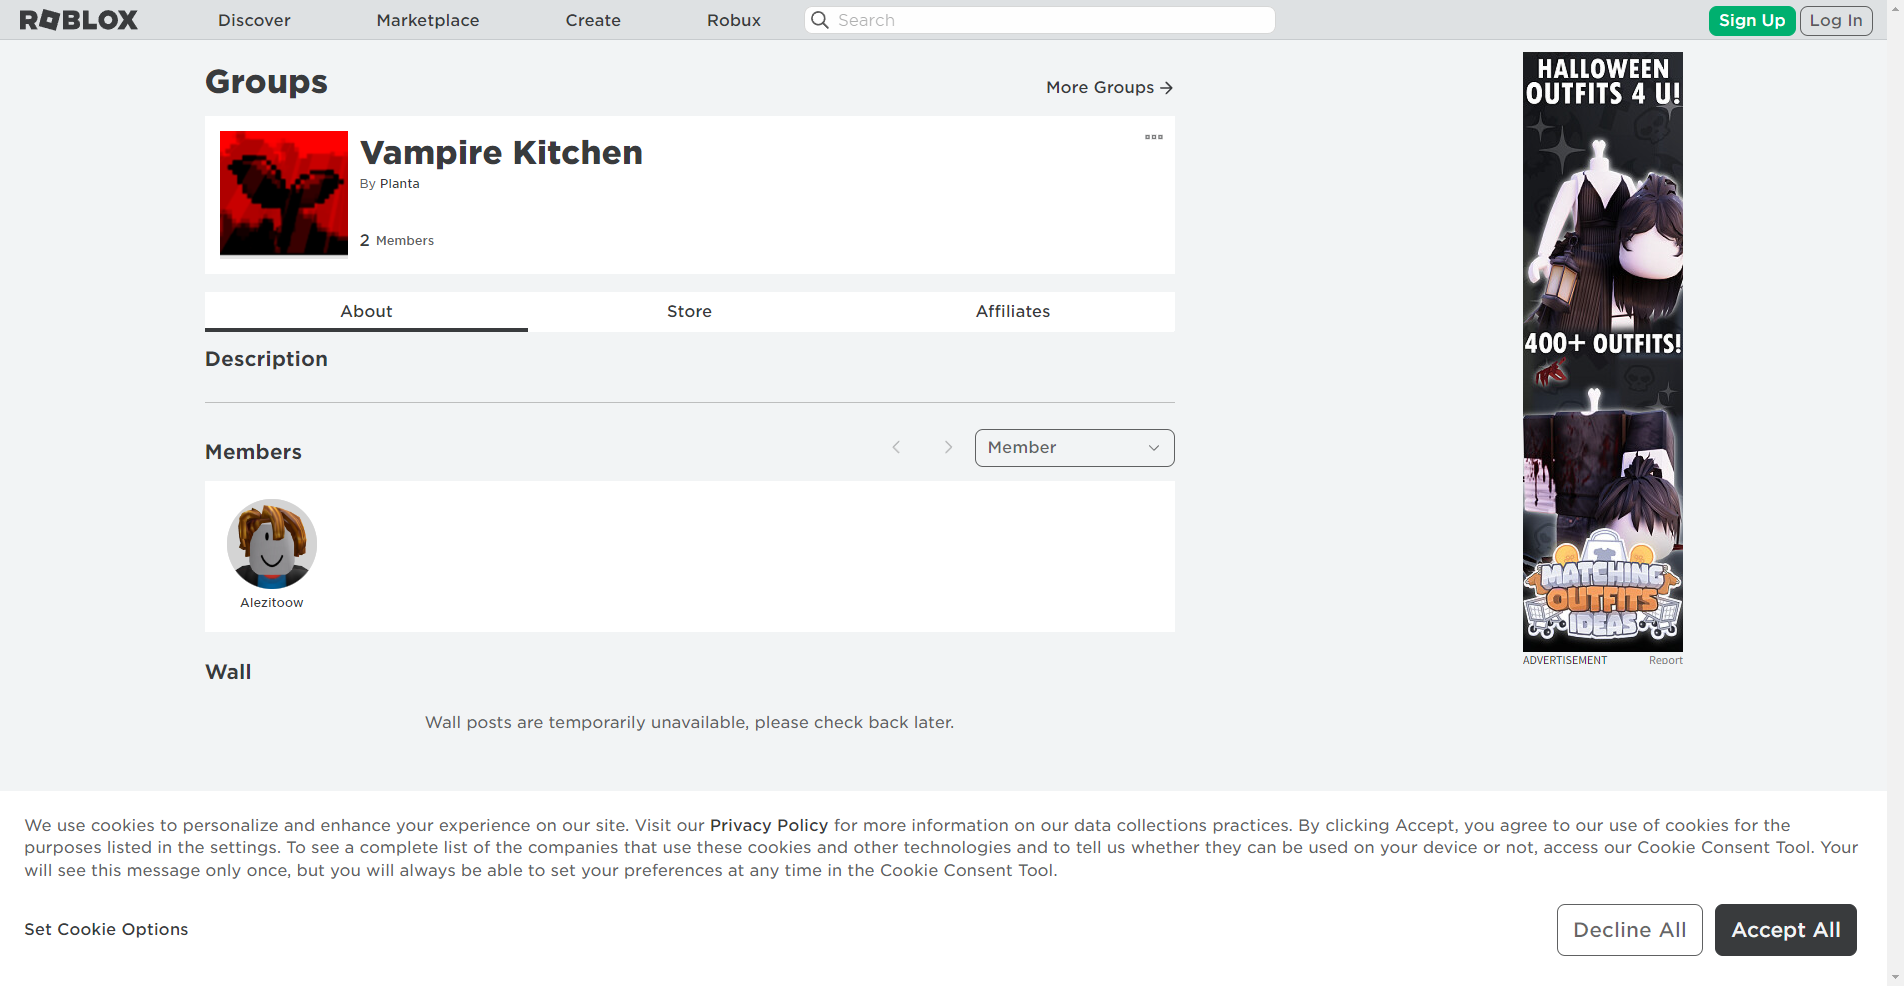 ROBLOX
Discover
Marketplace
Create
Robux
Search
Sign Up
Log In
Groups
More Groups
Vampire Kitchen
By Planta
2 Members
About
Store
Affiliates
Description
Members
Member
Alezitoow
Wall
Wall posts are temporarily unavailable, please check back later.
HALLOWEEN
OUTFITS 4 U!
400+ OUTFITS!
MATCHING
OUTFITS
IDEAS
ADVERTISEMENT
Report
We use cookies to personalize and enhance your experience on our site. Visit our Privacy Policy for more information on our data collections practices. By clicking Accept, you agree to our use of cookies for the
purposes listed in the settings. To see a complete list of the companies that use these cookies and other technologies and to tell us whether they can be used on your device or not, access our Cookie Consent Tool. Your
will see this message only once, but you will always be able to set your preferences at any time in the Cookie Consent Tool.
Set Cookie Options
Decline All
Accept All